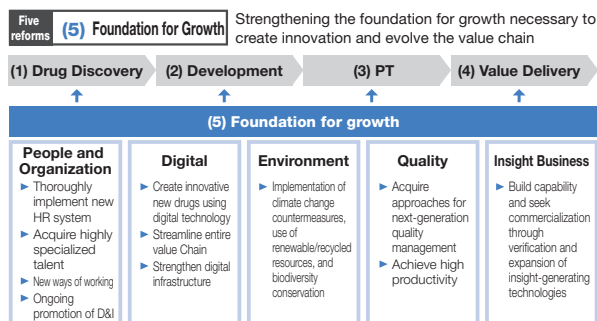 Five
reforms
(5) Foundation for Growth
Strengthening the foundation for growth necessary to
create innovation and evolve the value chain
(1) Drug Discovery
(2) Development
(3) PT
(4) Value Delivery
(5) Foundation for growth
People and
Organization
► Thoroughly
implement new
HR system
► Acquire highly
specialized
talent
► New ways of working
► Ongoing
promotion of D&I
Digital
► Create innovative
new drugs using
digital technology
► Streamline entire
value Chain
► Strengthen digital
infrastructure
Environment
► Implementation of
climate change
countermeasures,
use of
renewable/recycled
resources, and
biodiversity
conservation
Quality
► Acquire
approaches for
next-generation
quality
management
► Achieve high
productivity
Insight Business
► Build capability
and seek
commercialization
through
verification and
expansion of
insight-generating
technologies